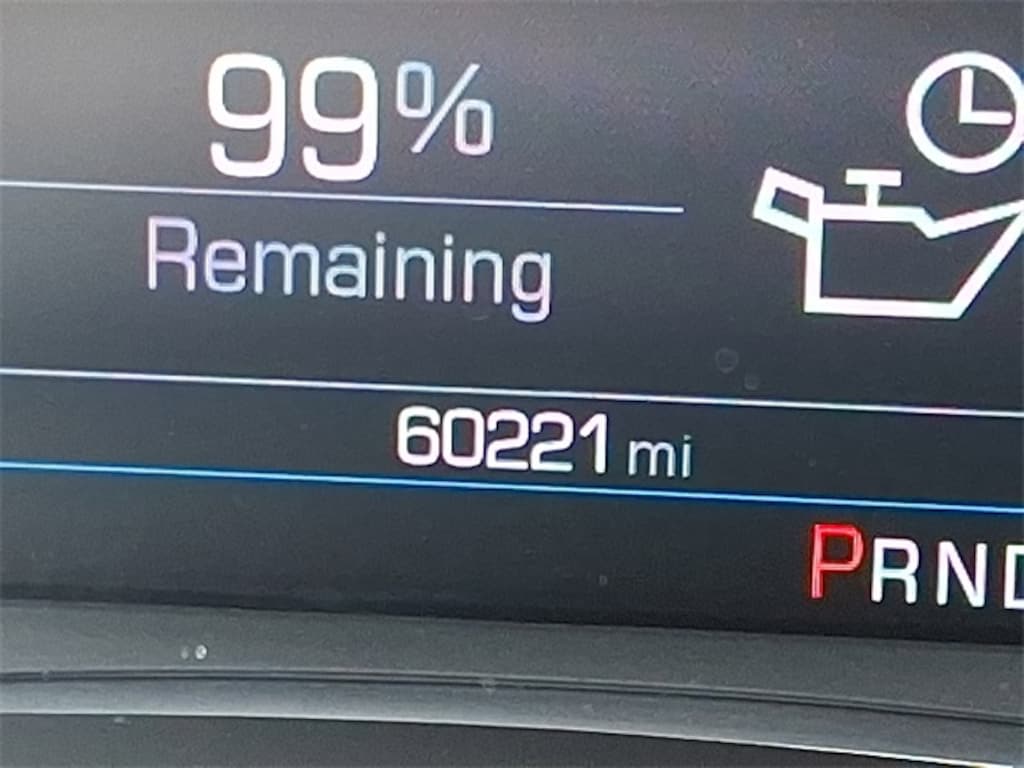 99%
Remaining
60221 mi
PRND